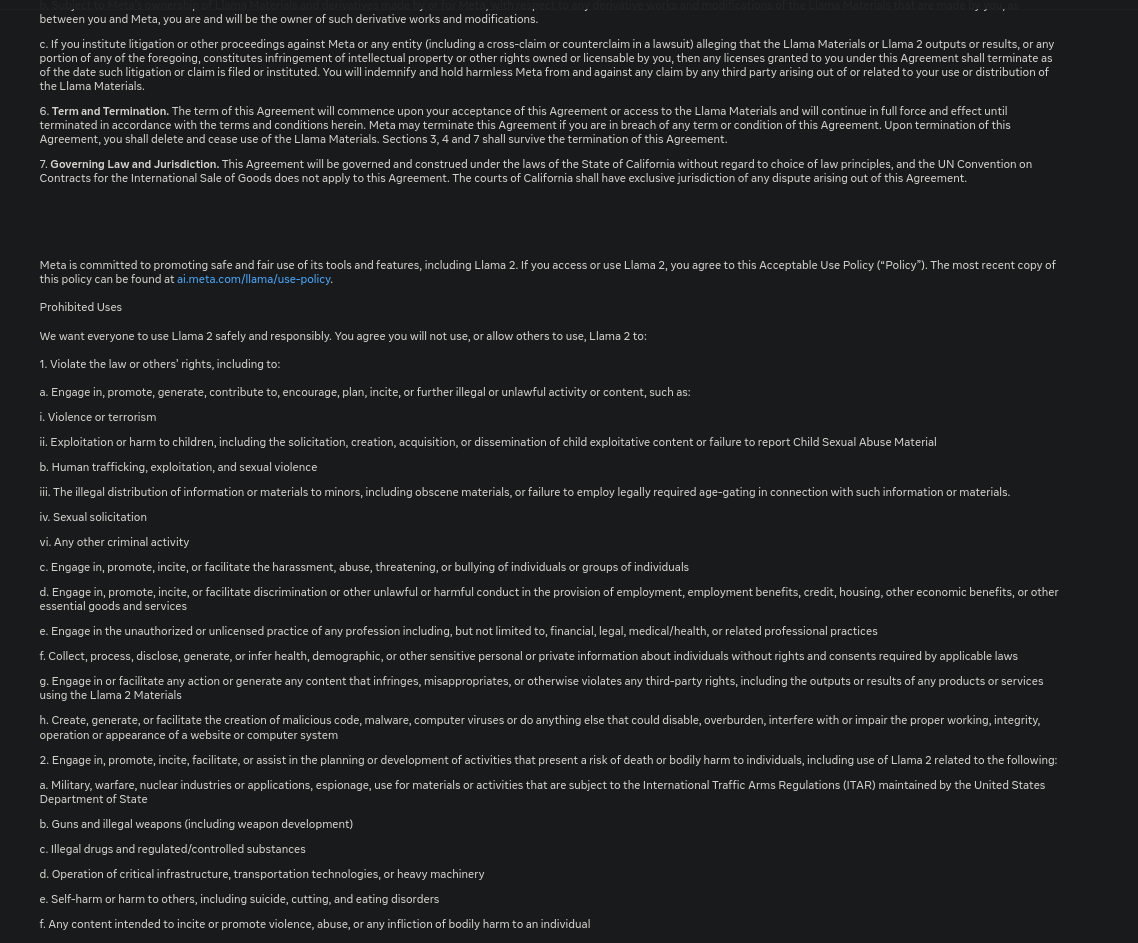 b. Subject to Meta's ownership of Llama Materials and derivatives made by or for Meta, with respect to any derivative works and modifications of the Llama Materials that are made by you, as
between you and Meta, you are and will be the owner of such derivative works and modifications.
c. If you institute litigation or other proceedings against Meta or any entity (including a cross-claim or counterclaim in a lawsuit) alleging that the Llama Materials or Llama 2 outputs or results, or any
portion of any of the foregoing, constitutes infringement of intellectual property or other rights owned or licensable by you, then any licenses granted to you under this Agreement shall terminate as
of the date such litigation or claim is filed or instituted. You will indemnify and hold harmless Meta from and against any claim by any third party arising out of or related to your use or distribution of
the Llama Materials.
6. Term and Termination. The term of this Agreement will commence upon your acceptance of this Agreement or access to the Llama Materials and will continue in full force and effect until
terminated in accordance with the terms and conditions herein. Meta may terminate this Agreement if you are in breach of any term or condition of this Agreement. Upon termination of this
Agreement, you shall delete and cease use of the Llama Materials. Sections 3, 4 and 7 shall survive the termination of this Agreement.
7. Governing Law and Jurisdiction. This Agreement will be governed and construed under the laws of the State of California without regard to choice of law principles, and the UN Convention on
Contracts for the International Sale of Goods does not apply to this Agreement. The courts of California shall have exclusive jurisdiction of any dispute arising out of this Agreement.
Meta is committed to promoting safe and fair use of its tools and features, including Llama 2. If you access or use Llama 2, you agree to this Acceptable Use Policy (“Policy”). The most recent copy of
this policy can be found at ai.meta.com/llama/use-policy.
Prohibited Uses
We want everyone to use Llama 2 safely and responsibly. You agree you will not use, or allow others to use, Llama 2 to:
1. Violate the law or others’ rights, including to:
a. Engage in, promote, generate, contribute to, encourage, plan, incite, or further illegal or unlawful activity or content, such as:
i. Violence or terrorism
ii. Exploitation or harm to children, including the solicitation, creation, acquisition, or dissemination of child exploitative content or failure to report Child Sexual Abuse Material
b. Human trafficking, exploitation, and sexual violence
iii. The illegal distribution of information or materials to minors, including obscene materials, or failure to employ legally required age-gating in connection with such information or materials.
iv. Sexual solicitation
vi. Any other criminal activity
c. Engage in, promote, incite, or facilitate the harassment, abuse, threatening, or bullying of individuals or groups of individuals
d. Engage in, promote, incite, or facilitate discrimination or other unlawful or harmful conduct in the provision of employment, employment benefits, credit, housing, other economic benefits, or other
essential goods and services
e. Engage in the unauthorized or unlicensed practice of any profession including, but not limited to, financial, legal, medical/health, or related professional practices
f. Collect, process, disclose, generate, or infer health, demographic, or other sensitive personal or private information about individuals without rights and consents required by applicable laws
g. Engage in or facilitate any action or generate any content that infringes, misappropriates, or otherwise violates any third-party rights, including the outputs or results of any products or services
using the Llama 2 Materials
h. Create, generate, or facilitate the creation of malicious code, malware, computer viruses or do anything else that could disable, overburden, interfere with or impair the proper working, integrity,
operation or appearance of a website or computer system
2. Engage in, promote, incite, facilitate, or assist in the planning or development of activities that present a risk of death or bodily harm to individuals, including use of Llama 2 related to the following:
a. Military, warfare, nuclear industries or applications, espionage, use for materials or activities that are subject to the International Traffic Arms Regulations (ITAR) maintained by the United States
Department of State
b. Guns and illegal weapons (including weapon development)
c. Illegal drugs and regulated/controlled substances
d. Operation of critical infrastructure, transportation technologies, or heavy machinery
e. Self-harm or harm to others, including suicide, cutting, and eating disorders
f. Any content intended to incite or promote violence, abuse, or any infliction of bodily harm to an individual